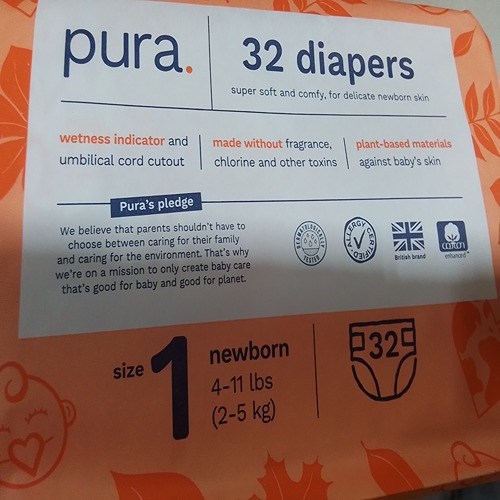 pura.
32 diapers
super soft and comfy, for delicate newborn skin
wetness indicator and
umbilical cord cutout
made without fragrance,
chlorine and other toxins
plant-based materials
against baby's skin
Pura's pledge
We believe that parents shouldn't have to
choose between caring for their family
and caring for the environment. That's why
we're on a mission to only create baby care
that's good for baby and good for planet.
DERMATOLOGICALLY
TESTED
ALLERGY
CERTIFIED
British brand
COTTON
enhanced™
size 1
newborn
4-11 lbs
(2-5 kg)
32